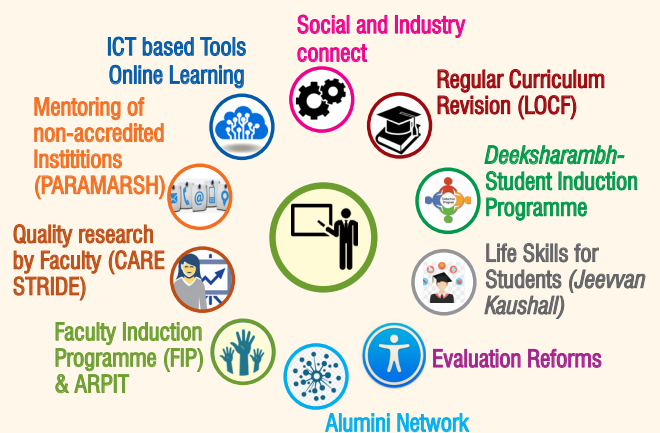 Social and Industry
connect
ICT based Tools
Online Learning
Regular Curriculum
Revision (LOCF)
Mentoring of
non-accredited
Instititions
(PARAMARSH)
Deeksharambh-
Student Induction
Programme
Quality research
by Faculty (CARE
STRIDE)
Life Skills for
Students (Jeevvan
Kaushall)
Faculty Induction
Programme (FIP)
& ARPIT
Evaluation Reforms
Alumini Network